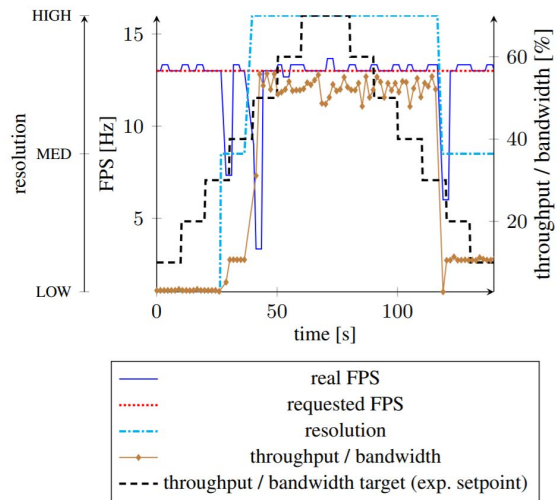 HIGH
MED
LOW
resolution
15
10
5
FPS [Hz]
60
40
20
throughput / bandwidth [%]
0
50
100
time [s]
real FPS
requested FPS
resolution
throughput / bandwidth
throughput / bandwidth target (exp. setpoint)